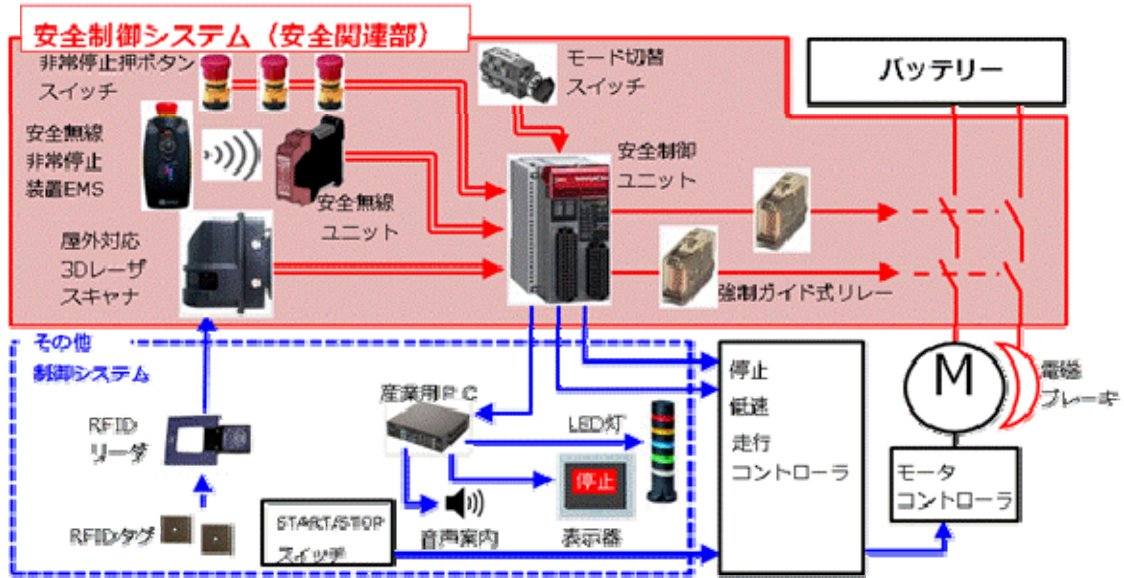 安全制御システム（安全関連部）
非常停止押ボタン
スイッチ
モード切替
スイッチ
バッテリー
安全無線
非常停止
装置EMS
安全無線
ユニット
安全制御
ユニット
屋外対応
3Dレーザ
スキャナ
強制ガイド式リレー
その他
制御システム
RFID
リーダ
RFIDタグ
産業用PC
LED灯
停止
音声案内
表示器
START/STOP
スイッチ
停止
低速
走行
コントローラ
M
電磁
ブレーキ
モータ
コントローラ